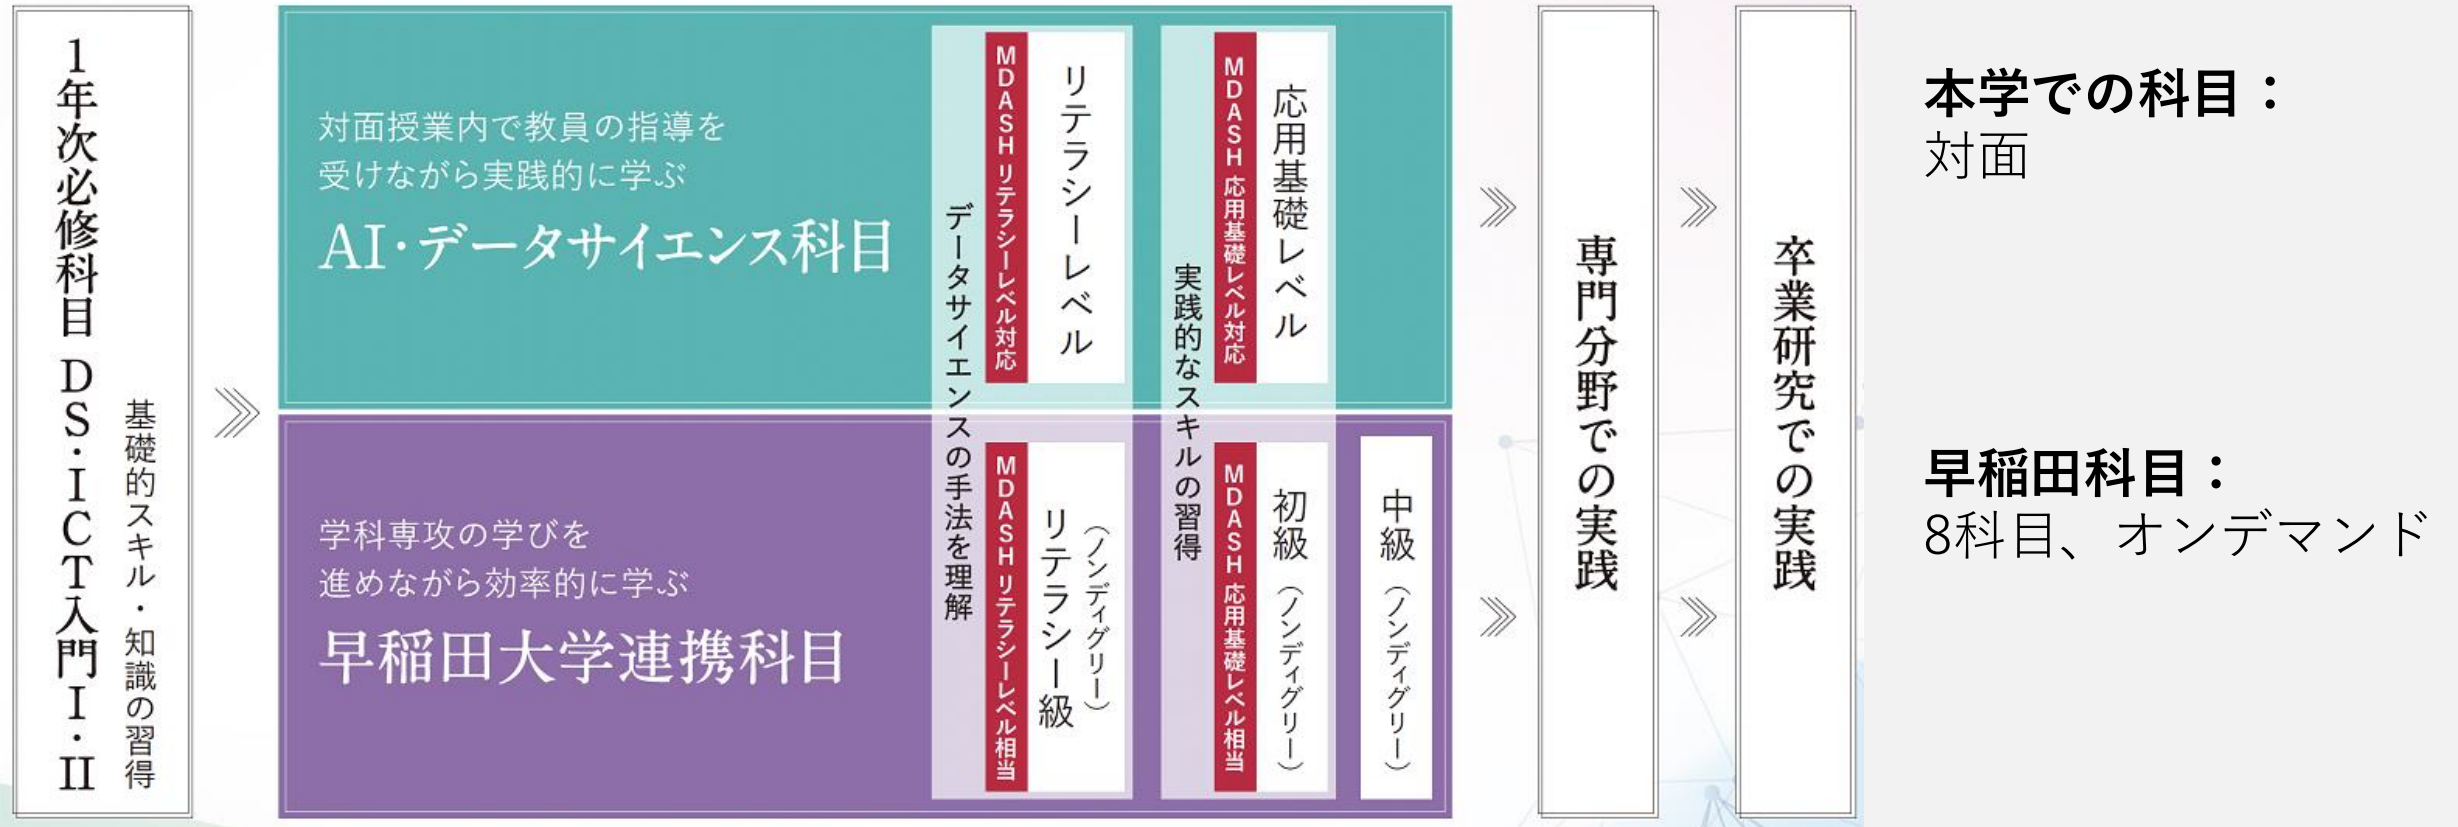 1年次必修科目 DS・ICT入門 I・II
基礎的スキル・知識の習得
対面授業内で教員の指導を
受けながら実践的に学ぶ
AI・データサイエンス科目
データサイエンスの手法を理解
MDASH リテラシーレベル対応
リテラシーレベル
実践的なスキルの習得
MDASH 応用基礎レベル対応
応用基礎レベル
学科専攻の学びを
進めながら効率的に学ぶ
早稲田大学連携科目
MDASH リテラシーレベル相当
リテラシー級
（ノンディグリー）
MDASH 応用基礎レベル相当
初級（ノンディグリー）
中級（ノンディグリー）
専門分野での実践
卒業研究での実践
本学での科目：
対面
早稲田科目：
8科目、オンデマンド